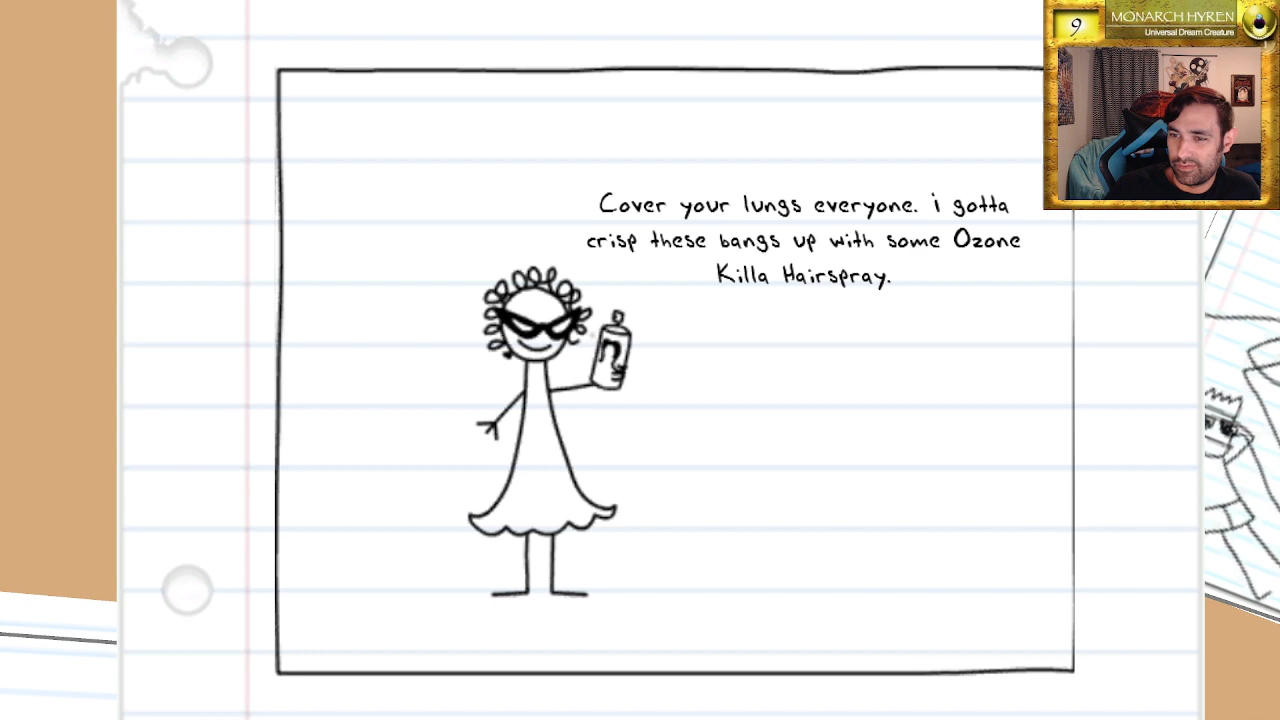 9
MONARCH HYREN
Universal Dream Creature
Cover your lungs everyone. i gotta
crisp these bangs up with some Ozone
Killa Hairspray.